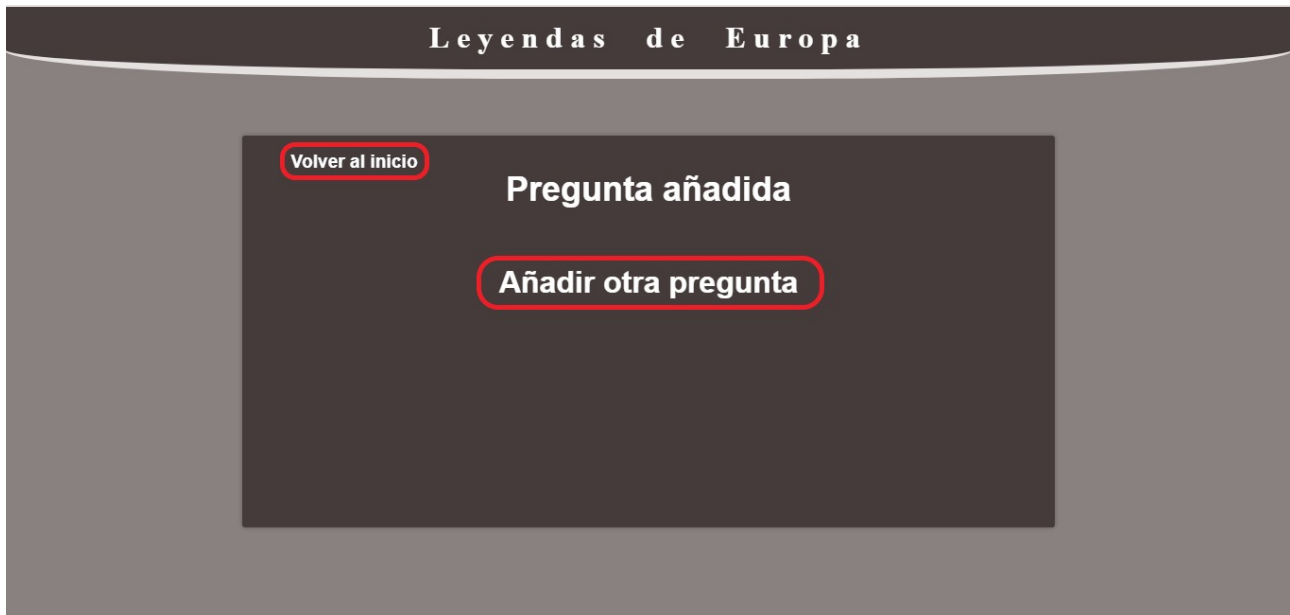 Leyendas de Europa
Volver al inicio
Pregunta añadida
Añadir otra pregunta